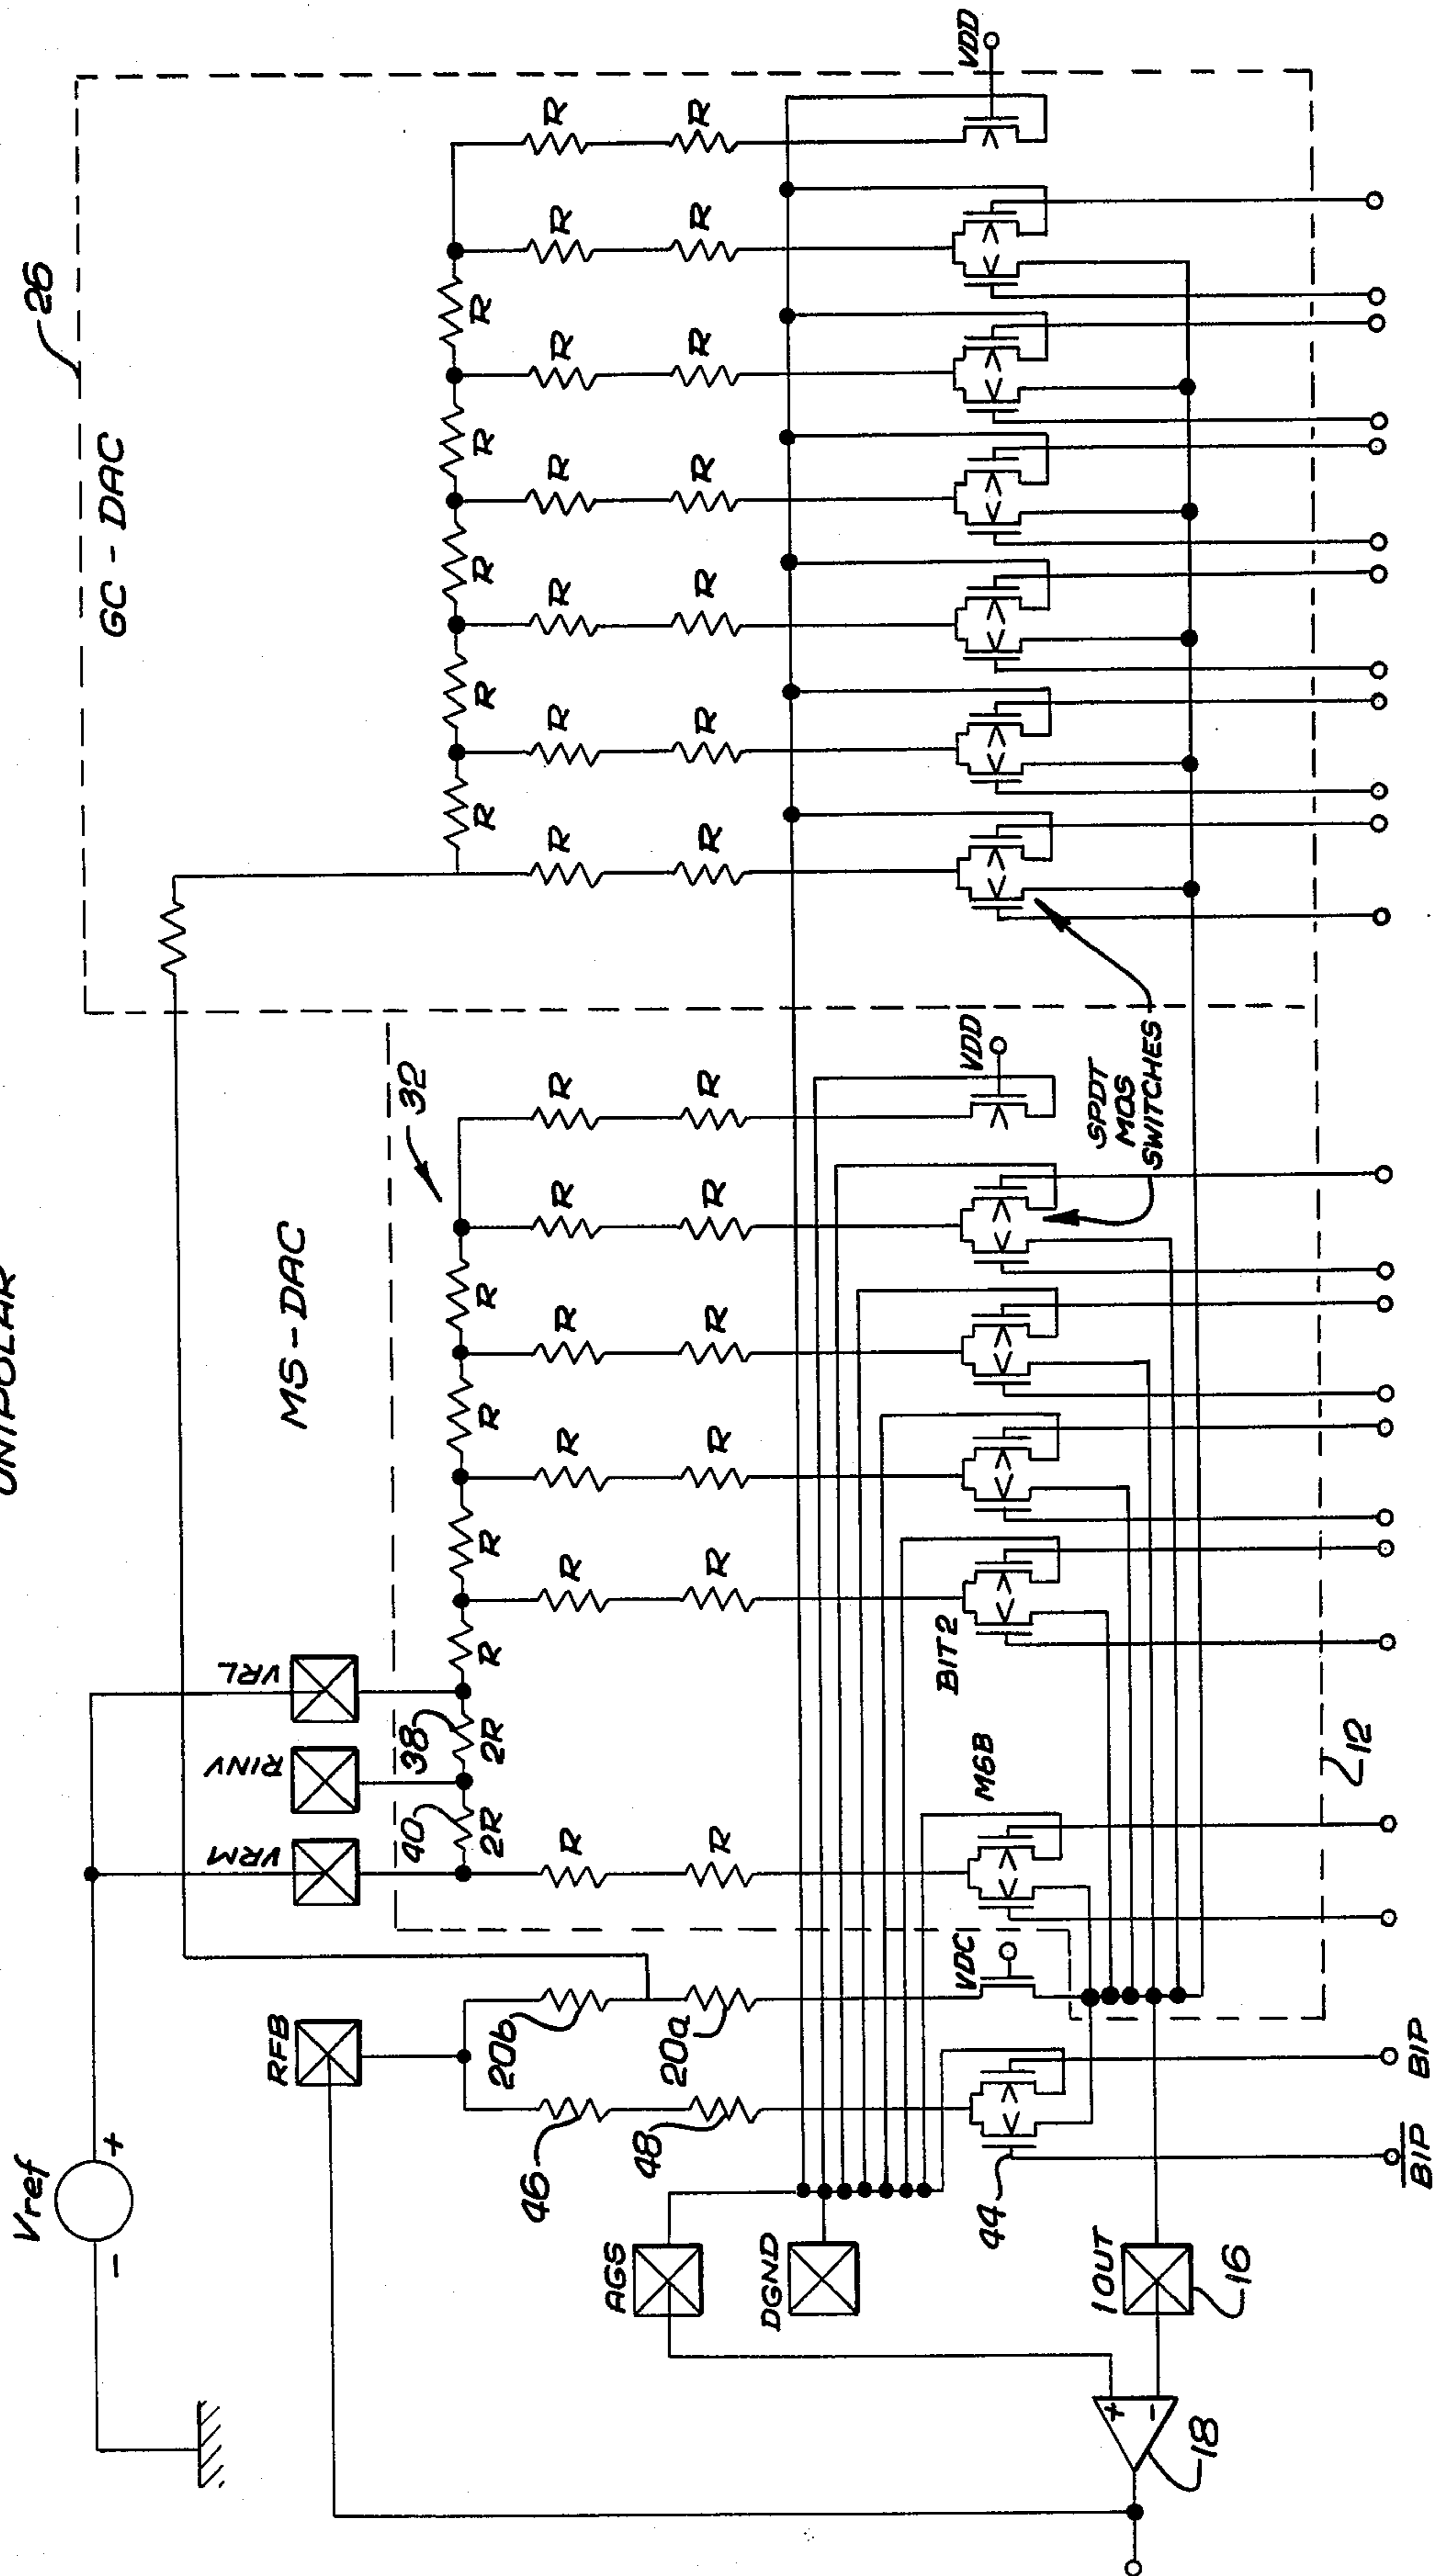 UNIPOLAR
Vref
- +
26
GC - DAC
MS-DAC
VRM
RINV
VRL
32
RFB
40
38
2R
2R
R
R
R
R
R
R
R
R
R
20b
46
R
R
R
R
R
R
R
R
R
R
R
R
R
20a
48
R
R
R
R
R
R
R
R
R
R
R
R
R
AGS
DGND
MSB
BIT2
VDC
VDD
VDD
44
SPDT
MOS
SWITCHES
IOUT
16
+
-
18
12
BIP
BIP